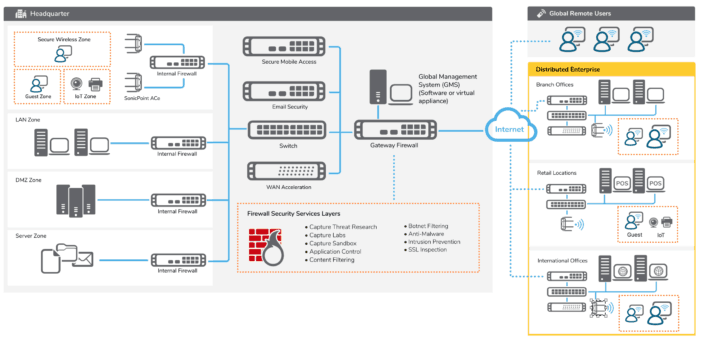 Headquarter
Secure Wireless Zone
Guest Zone
IoT Zone
SonicPoint ACe
Internal Firewall
LAN Zone
Internal Firewall
DMZ Zone
Internal Firewall
Server Zone
Internal Firewall
Secure Mobile Access
Email Security
Switch
WAN Acceleration
Global Management
System (GMS)
(Software or virtual
appliance)
Gateway Firewall
Firewall Security Services Layers
• Capture Threat Research
• Capture Labs
• Capture Sandbox
• Application Control
• Content Filtering
• Botnet Filtering
• Anti-Malware
• Intrusion Prevention
• SSL Inspection
Internet
Global Remote Users
Distributed Enterprise
Branch Offices
Retail Locations
POS
POS
Guest
IoT
International Offices